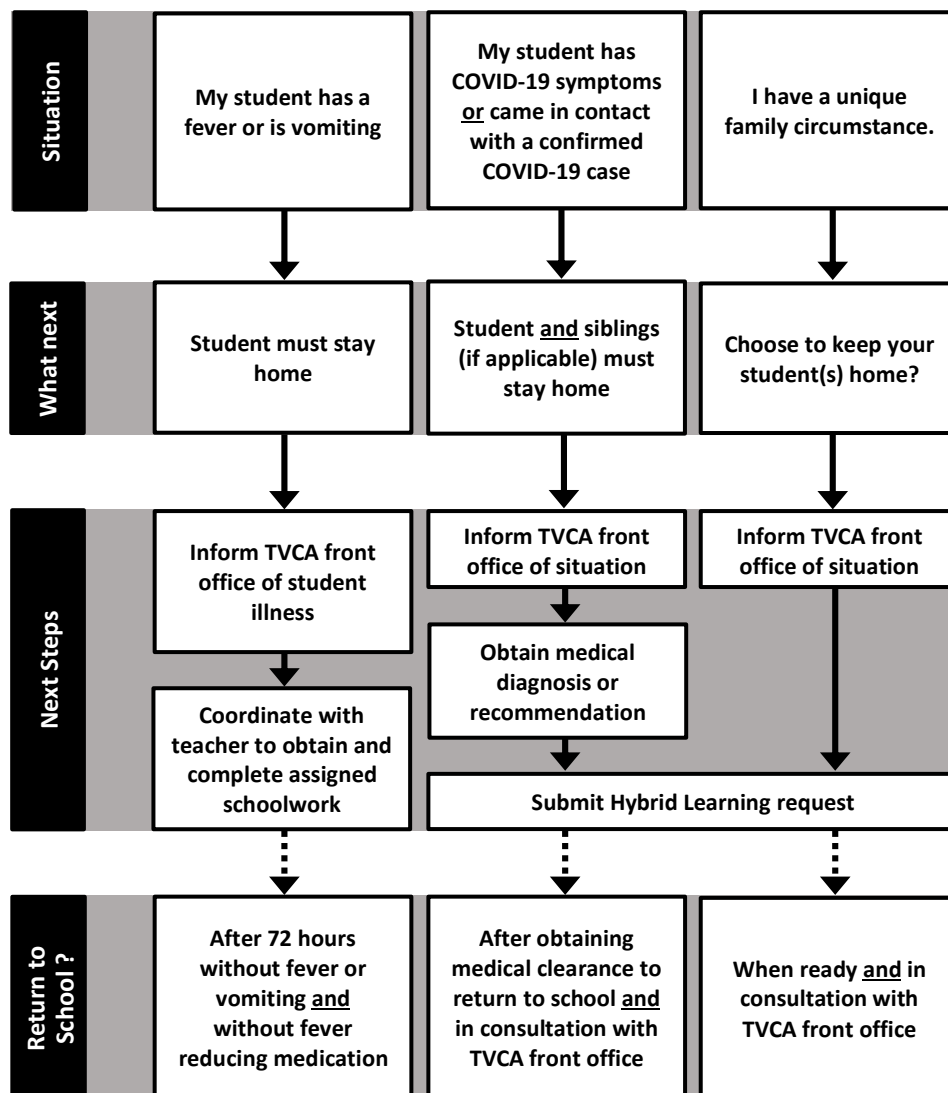 Situation
My student has a
fever or is vomiting
My student has
COVID-19 symptoms
or came in contact
with a confirmed
COVID-19 case
I have a unique
family circumstance.
What next
Student must stay
home
Student and siblings
(if applicable) must
stay home
Choose to keep your
student(s) home?
Next Steps
Inform TVCA front
office of student
illness
Coordinate with
teacher to obtain and
complete assigned
schoolwork
Inform TVCA front
office of situation
Obtain medical
diagnosis or
recommendation
Inform TVCA front
office of situation
Submit Hybrid Learning request
Return to
School ?
After 72 hours
without fever or
vomiting and
without fever
reducing medication
After obtaining
medical clearance to
return to school and
in consultation with
TVCA front office
When ready and in
consultation with
TVCA front office